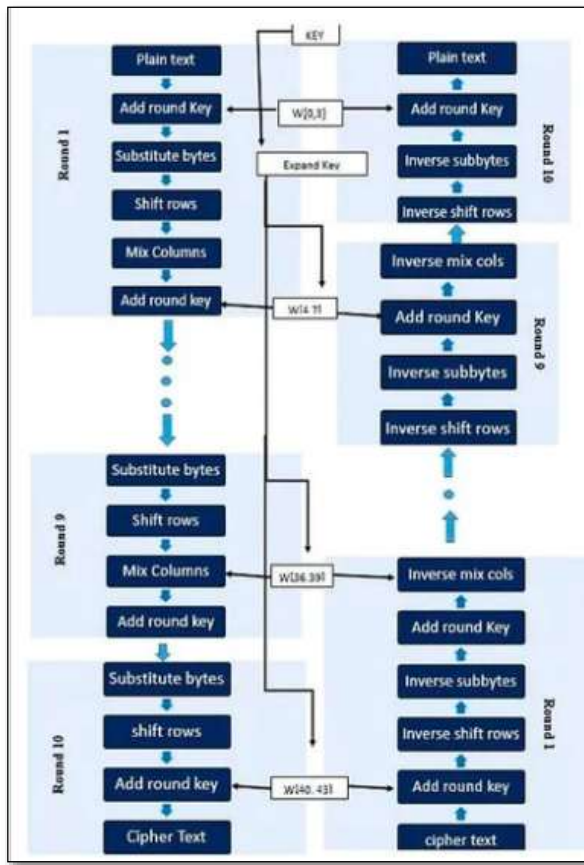 KEY
Round 1
Plain text
Add round Key
Substitute bytes
Shift rows
Mix Columns
Add round key
Round 9
Substitute bytes
Shift rows
Mix Columns
Add round key
Round 10
Substitute bytes
shift rows
Add round key
Cipher Text
W[0,3]
Expand Key
W[4,7]
W[36,39]
W[40, 43]
Plain text
Add round Key
Inverse subbytes
Inverse shift rows
Round 10
Inverse mix cols
Add round Key
Inverse subbytes
Inverse shift rows
Round 9
Inverse mix cols
Add round Key
Inverse subbytes
Inverse shift rows
Add round key
cipher text
Round 1